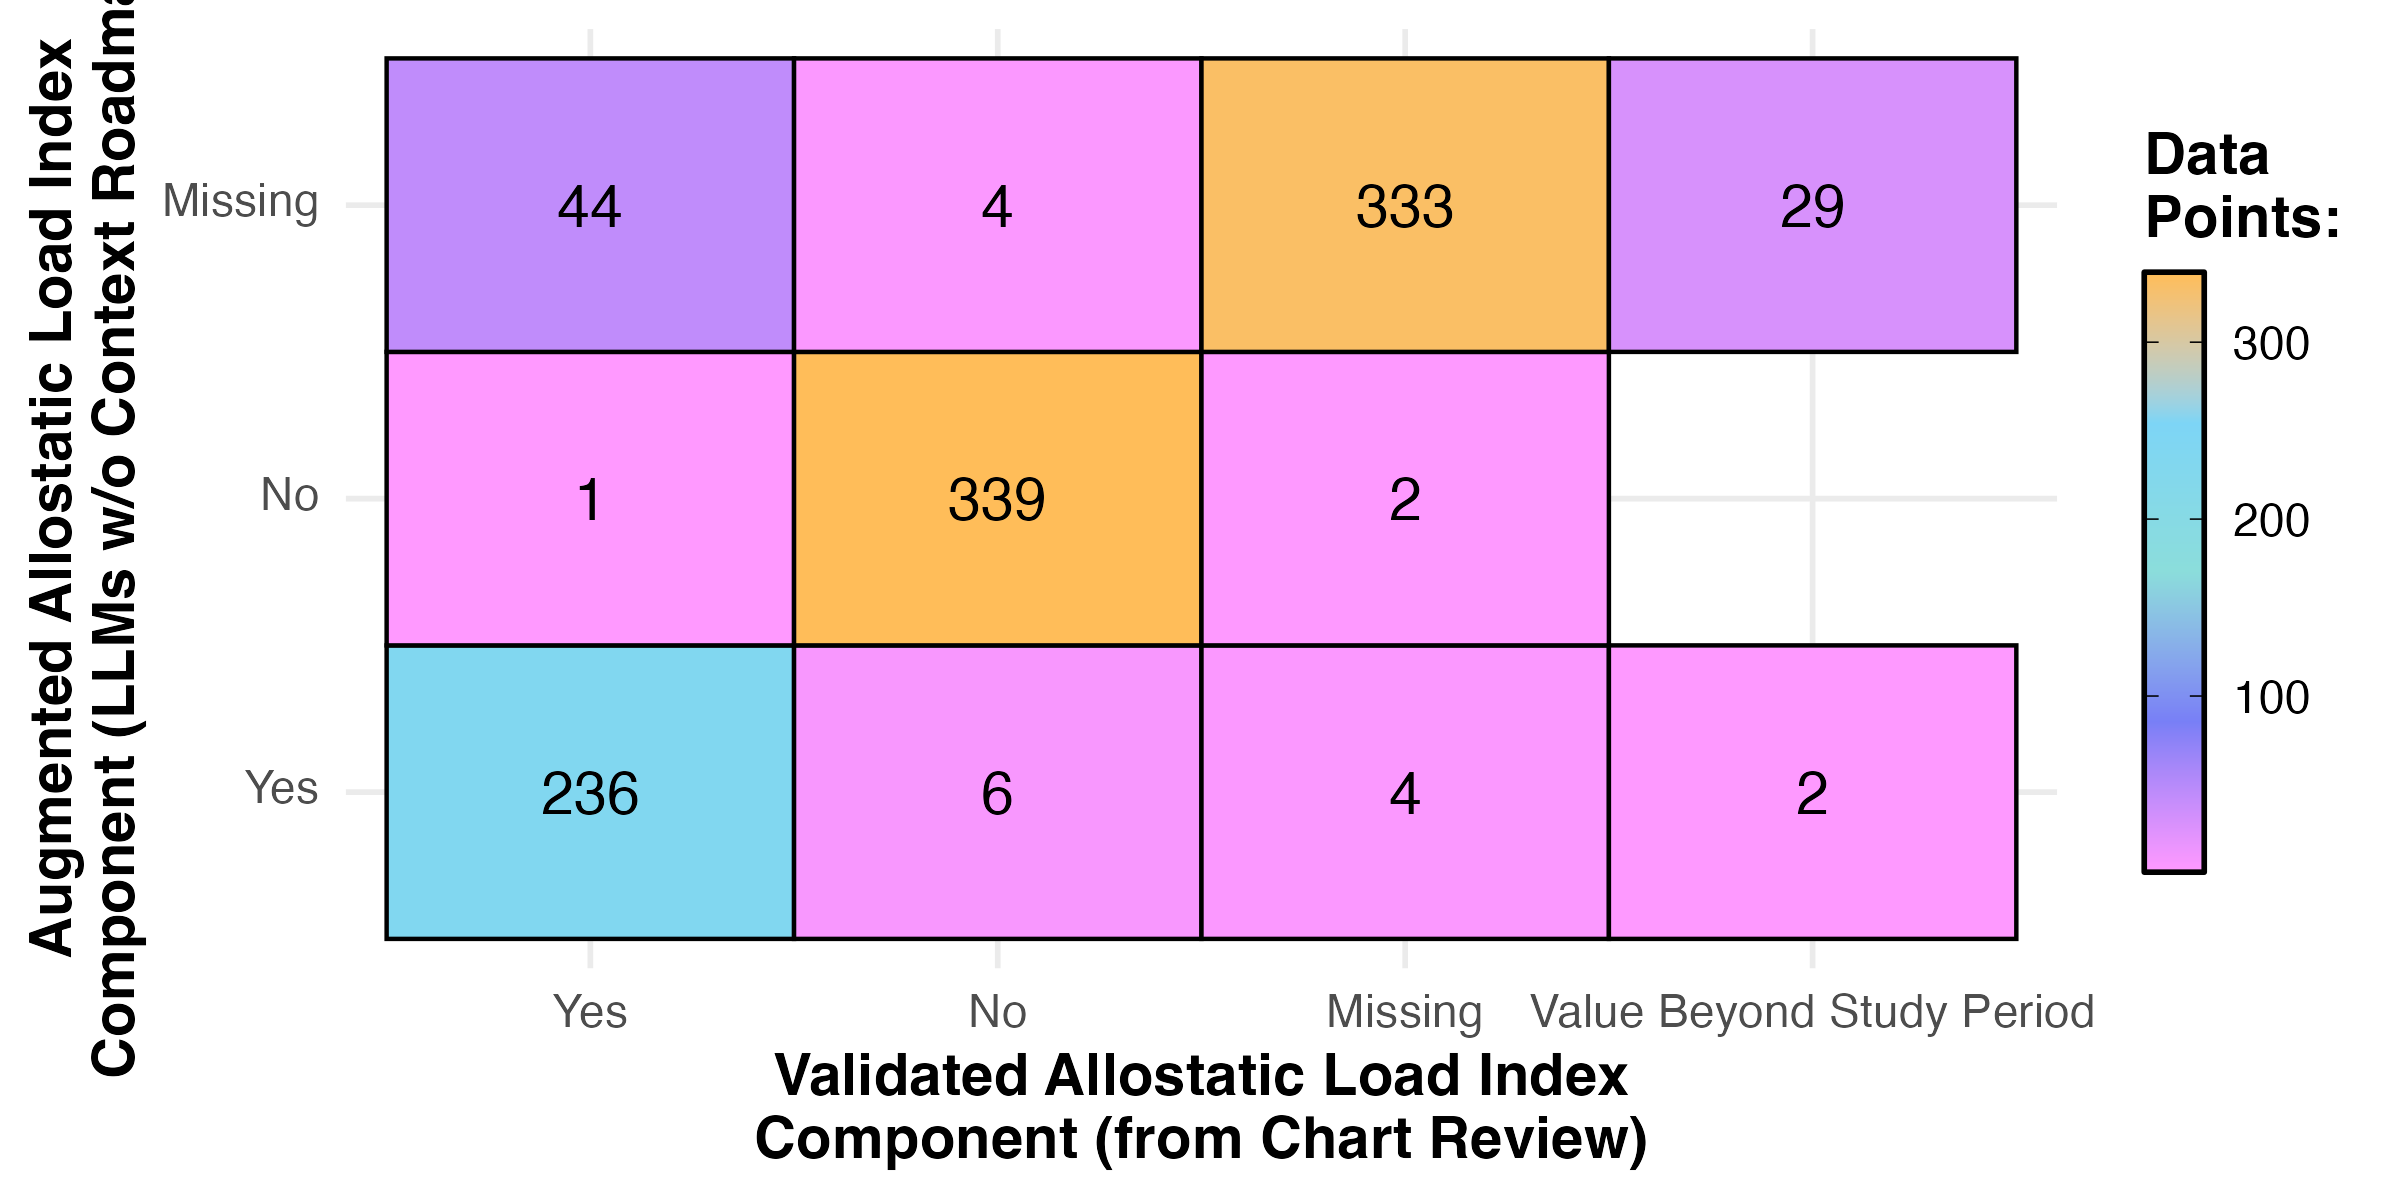 Augmented Allostatic Load Index
Component (LLMs w/o Context
Missing
No
Yes
44 4 333 29
1 339 2
236 6 4 2
Yes No Missing Value Beyond Study Period
Validated Allostatic Load Index
Component (from Chart Review)
Data
Points:
300
200
100